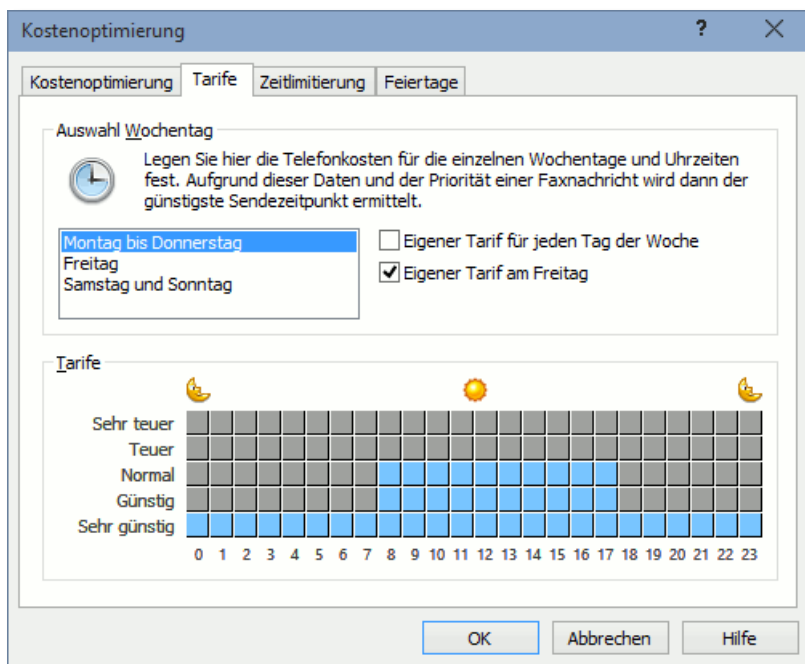 Kostenoptimierung
?
Kostenoptimierung Tarife Zeitlimitierung Feiertage
Auswahl Wochentag
Legen Sie hier die Telefonkosten für die einzelnen Wochentage und Uhrzeiten
fest. Aufgrund dieser Daten und der Priorität einer Faxnachricht wird dann der
günstigste Sendezeitpunkt ermittelt.
Montag bis Donnerstag
Freitag
Samstag und Sonntag
Eigener Tarif für jeden Tag der Woche
Eigener Tarif am Freitag
Tarife
Sehr teuer
Teuer
Normal
Günstig
Sehr günstig
0 1 2 3 4 5 6 7 8 9 10 11 12 13 14 15 16 17 18 19 20 21 22 23
OK Abbrechen Hilfe